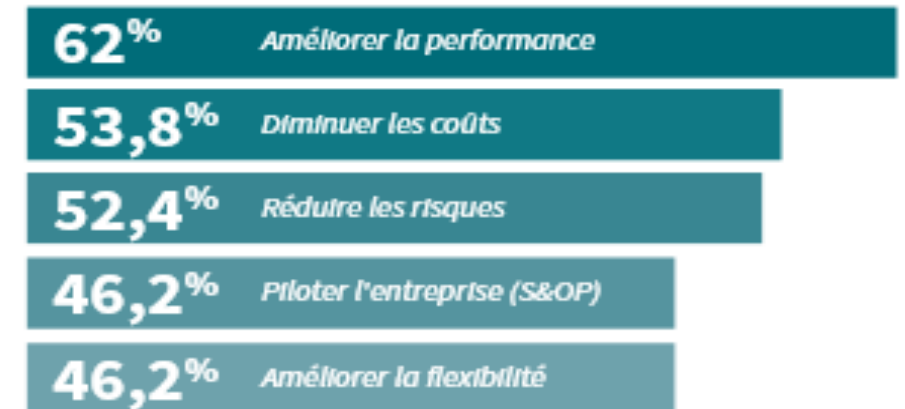 62% Améliorer la performance
53,8% Diminuer les coûts
52,4% Réduire les risques
46,2% Piloter l'entreprise (S&OP)
46,2% Améliorer la flexibilité